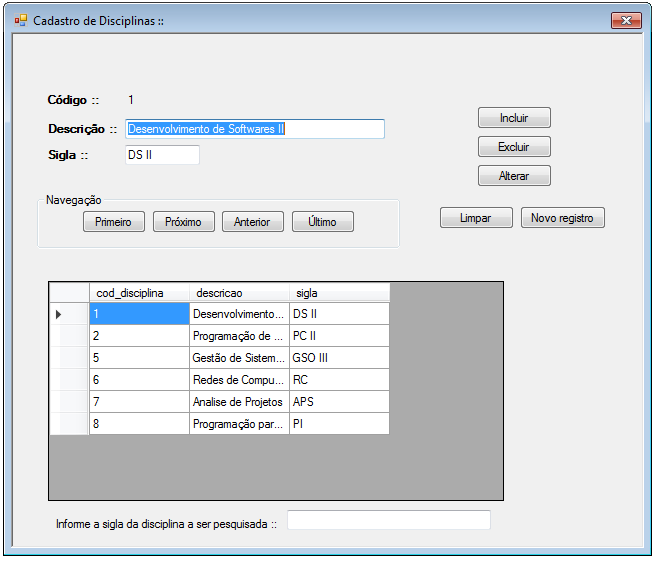 Cadastro de Disciplinas ::
Código :: 1
Descrição :: Desenvolvimento de Softwares II
Sigla :: DS II
Incluir
Excluir
Alterar
Navegação
Primeiro Próximo Anterior Último
Limpar Novo registro
cod_disciplina descricao sigla
1 Desenvolvimento... DS II
2 Programação de ... PC II
5 Gestão de Sistem... GSO III
6 Redes de Compu... RC
7 Analise de Projetos APS
8 Programação par... PI
Informe a sigla da disciplina a ser pesquisada ::